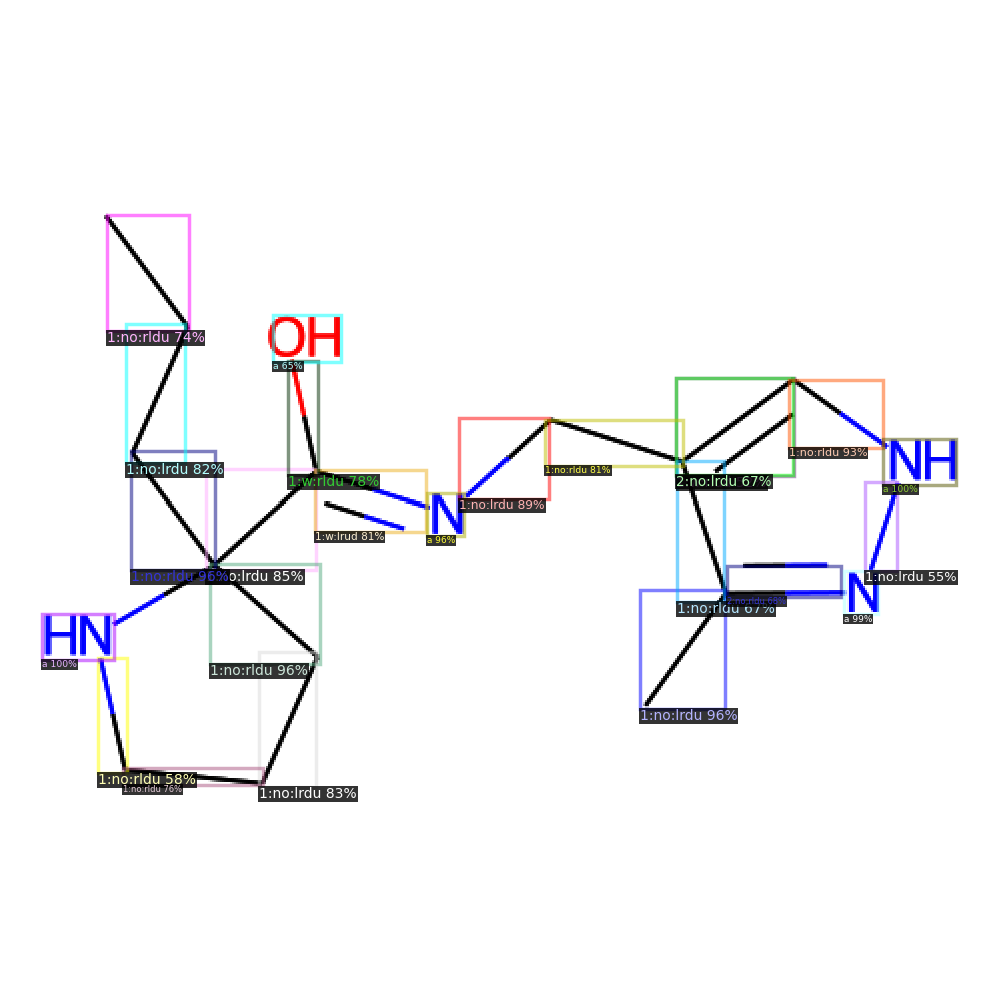 1:no:rldu 74%
OH
a 65%
1:no:lrdu 82%
1:w:rldu 78%
2:no:lrdu 67%
1:no:rldu 93%
NH
a 100%
1:no:rldu 81%
N
a 96%
1:no:lrdu 89%
1:w:lrud 81%
1:no:rldu 96%
o:lrdu 85%
N
a 99%
1:no:lrdu 55%
1:no:rldu 67%
HN
a 100%
1:no:rldu 96%
1:no:lrdu 96%
1:no:rldu 58%
1:no:rldu 76%
1:no:lrdu 83%